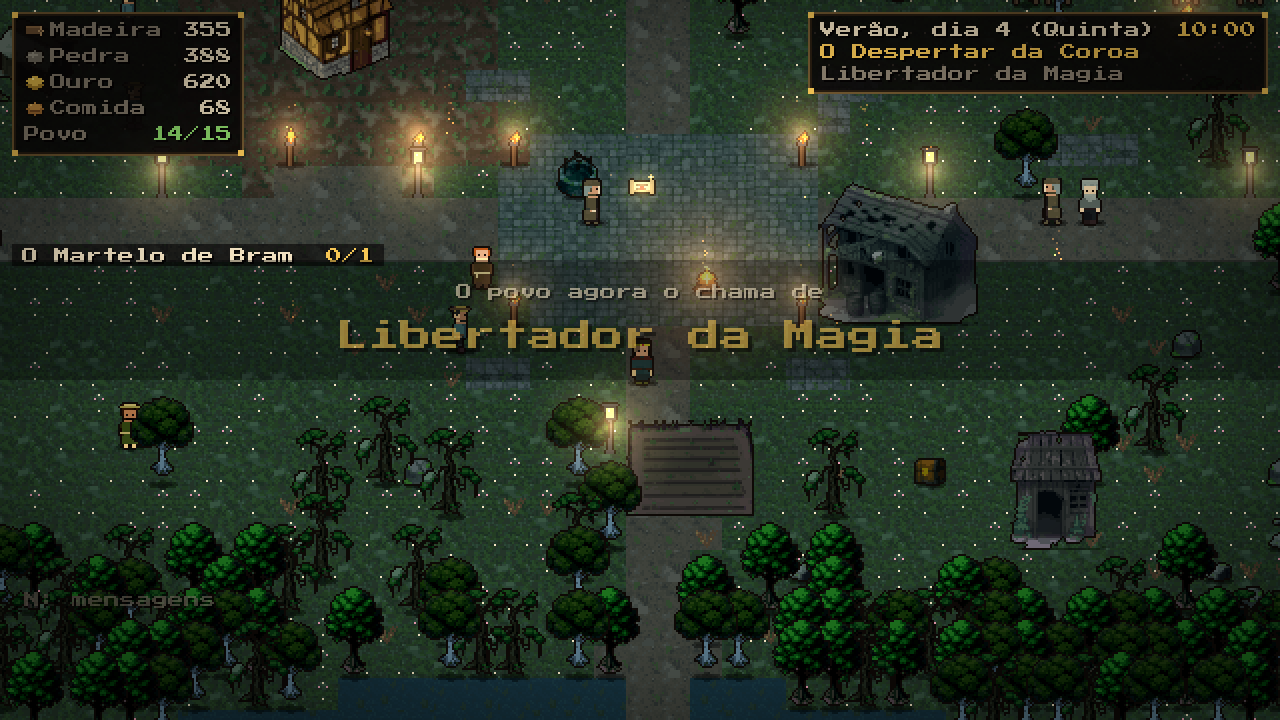 Madeira 355
Pedra 388
Ouro 620
Comida 68
Povo 14/15
Verão, dia 4 (Quinta) 10:00
O Despertar da Coroa
Libertador da Magia
O Martelo de Bram 0/1
O povo agora o chama de
Libertador da Magia
N: mensagens